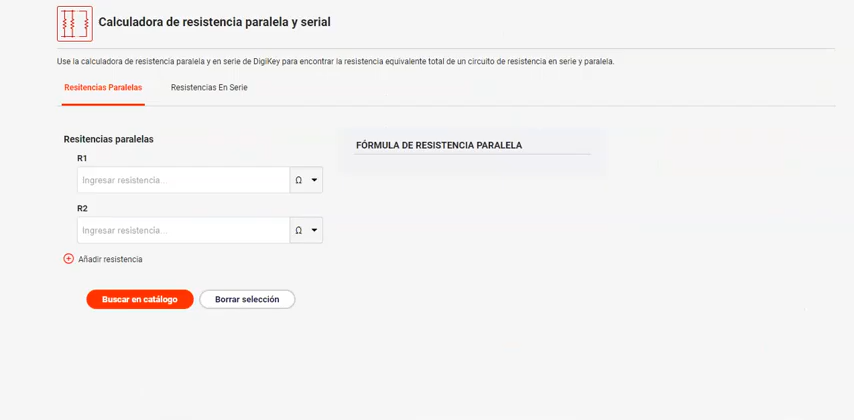 Calculadora de resistencia paralela y serial
Use la calculadora de resistencia paralela y en serie de DigiKey para encontrar la resistencia equivalente total de un circuito de resistencia en serie y paralela.
Resitencias Paralelas
Resistencias En Serie
Resitencias paralelas
R1
Ingresar resistencia...
Ω
R2
Ingresar resistencia...
Ω
Añadir resistencia
Buscar en catálogo
Borrar selección
FÓRMULA DE RESISTENCIA PARALELA